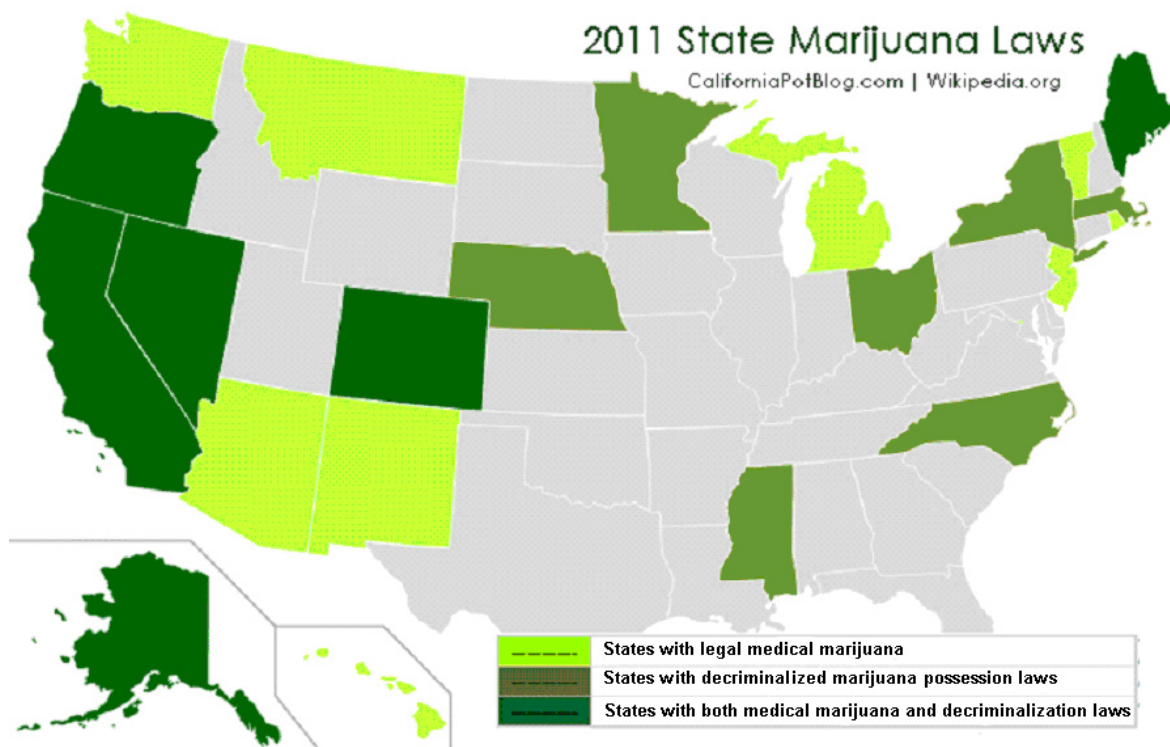 2011 State Marijuana Laws
CaliforniaPotBlog.com | Wikipedia.org
States with legal medical marijuana
States with decriminalized marijuana possession laws
States with both medical marijuana and decriminalization laws